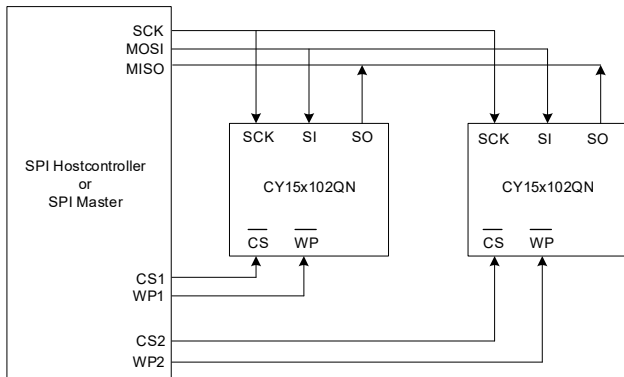 SCK
MOSI
MISO
SPI Hostcontroller
or
SPI Master
CS1
WP1
CS2
WP2
SCK SI SO
CY15x102QN
CS WP
SCK SI SO
CY15x102QN
CS WP